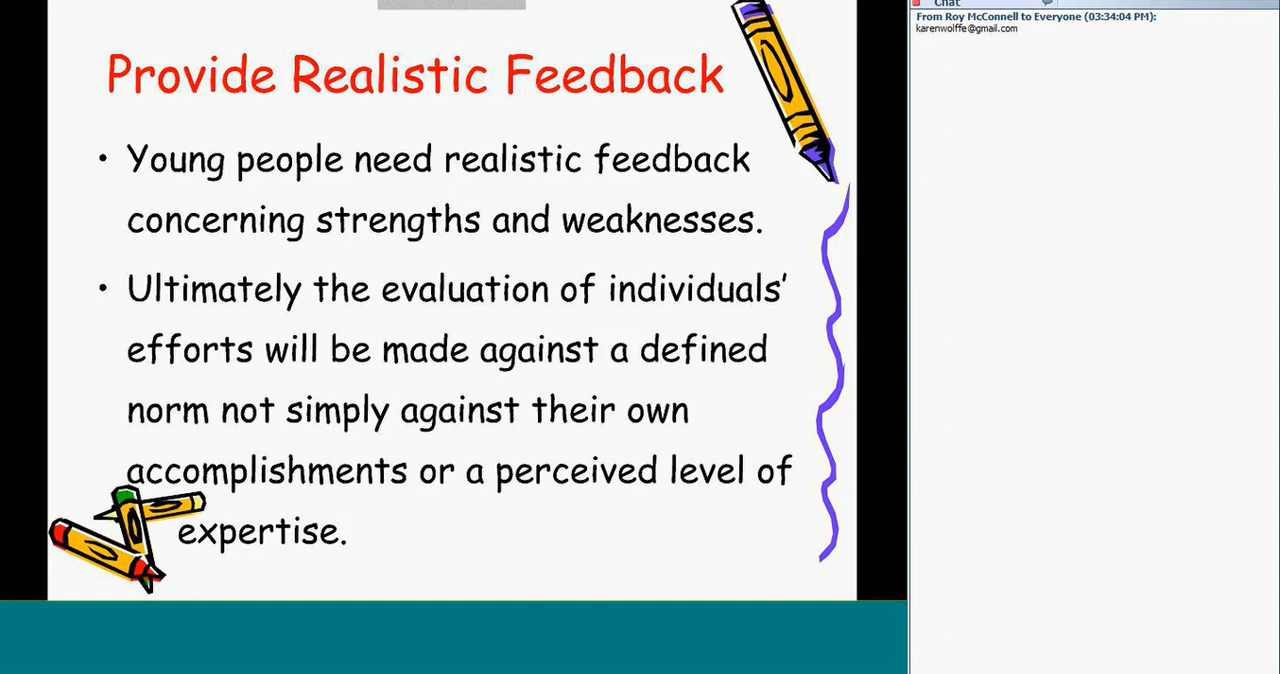 Provide Realistic Feedback
• Young people need realistic feedback
concerning strengths and weaknesses.
• Ultimately the evaluation of individuals'
efforts will be made against a defined
norm not simply against their own
accomplishments or a perceived level of
expertise.
Chat
From Roy McConnell to Everyone (03:34:04 PM):
karenwolffe@gmail.com